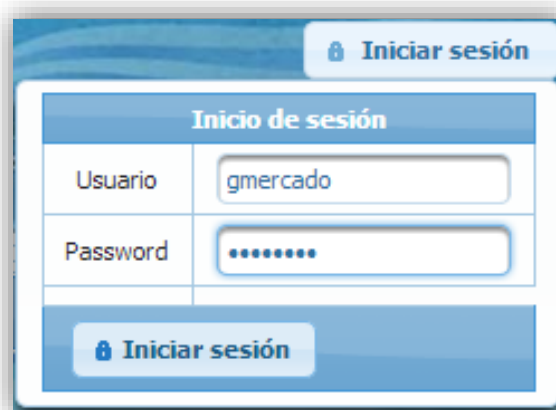 Iniciar sesión
Inicio de sesión
Usuario gmercado
Password ••••••••
Iniciar sesión